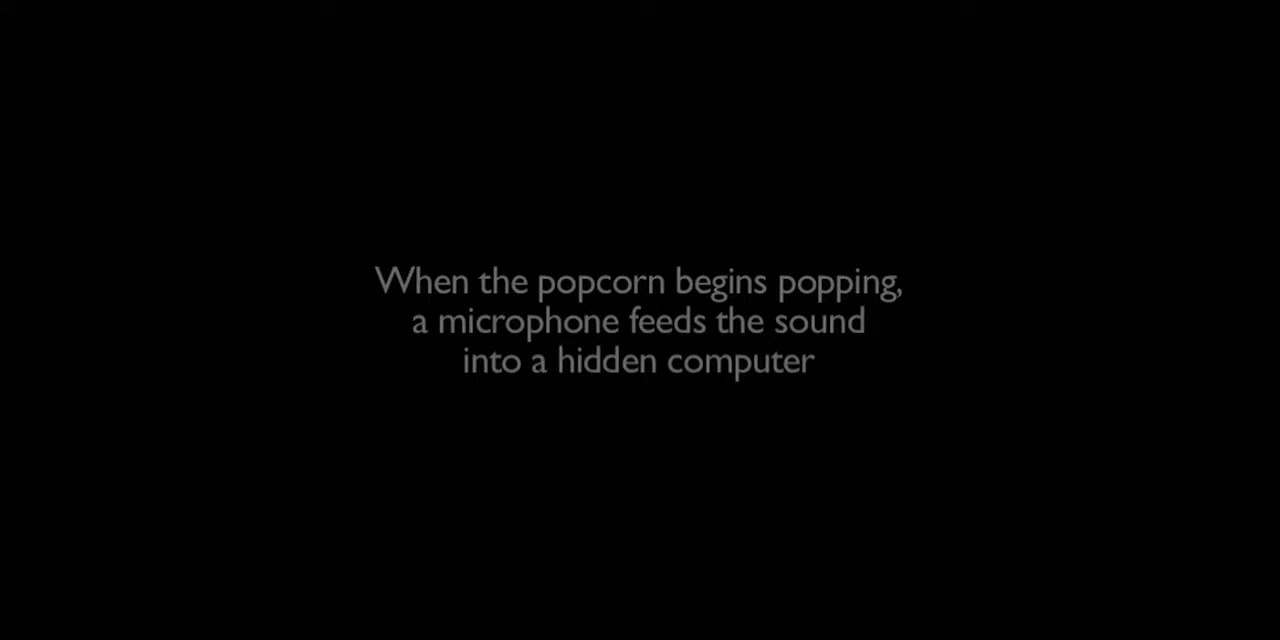 When the popcorn begins popping,
a microphone feeds the sound
into a hidden computer